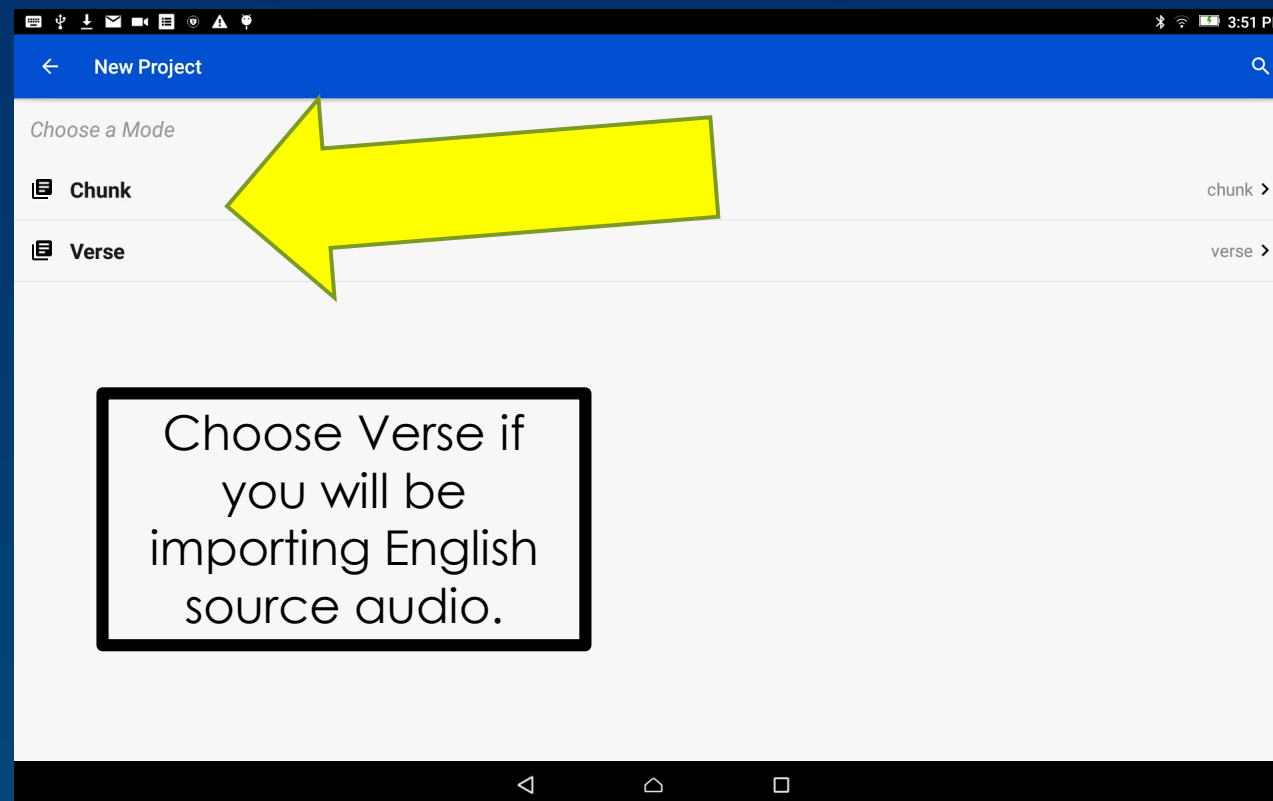 3:51 P
New Project
Choose a Mode
Chunk chunk
Verse verse
Choose Verse if
you will be
importing English
source audio.